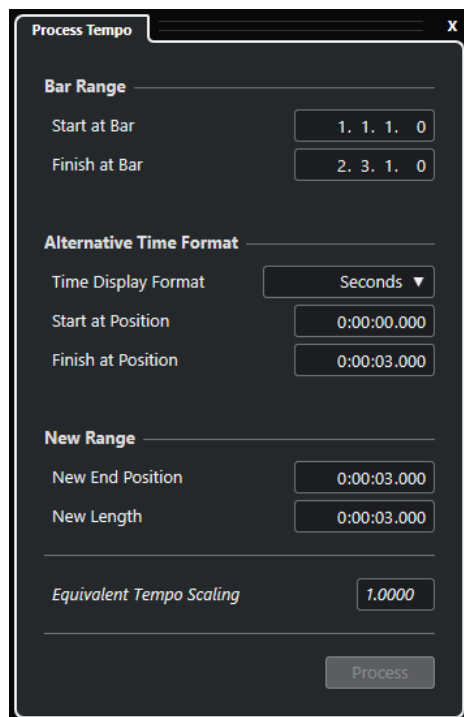 Process Tempo X
Bar Range
Start at Bar 1. 1. 1. 0
Finish at Bar 2. 3. 1. 0
Alternative Time Format
Time Display Format Seconds ▼
Start at Position 0:00:00.000
Finish at Position 0:00:03.000
New Range
New End Position 0:00:03.000
New Length 0:00:03.000
Equivalent Tempo Scaling 1.0000
Process